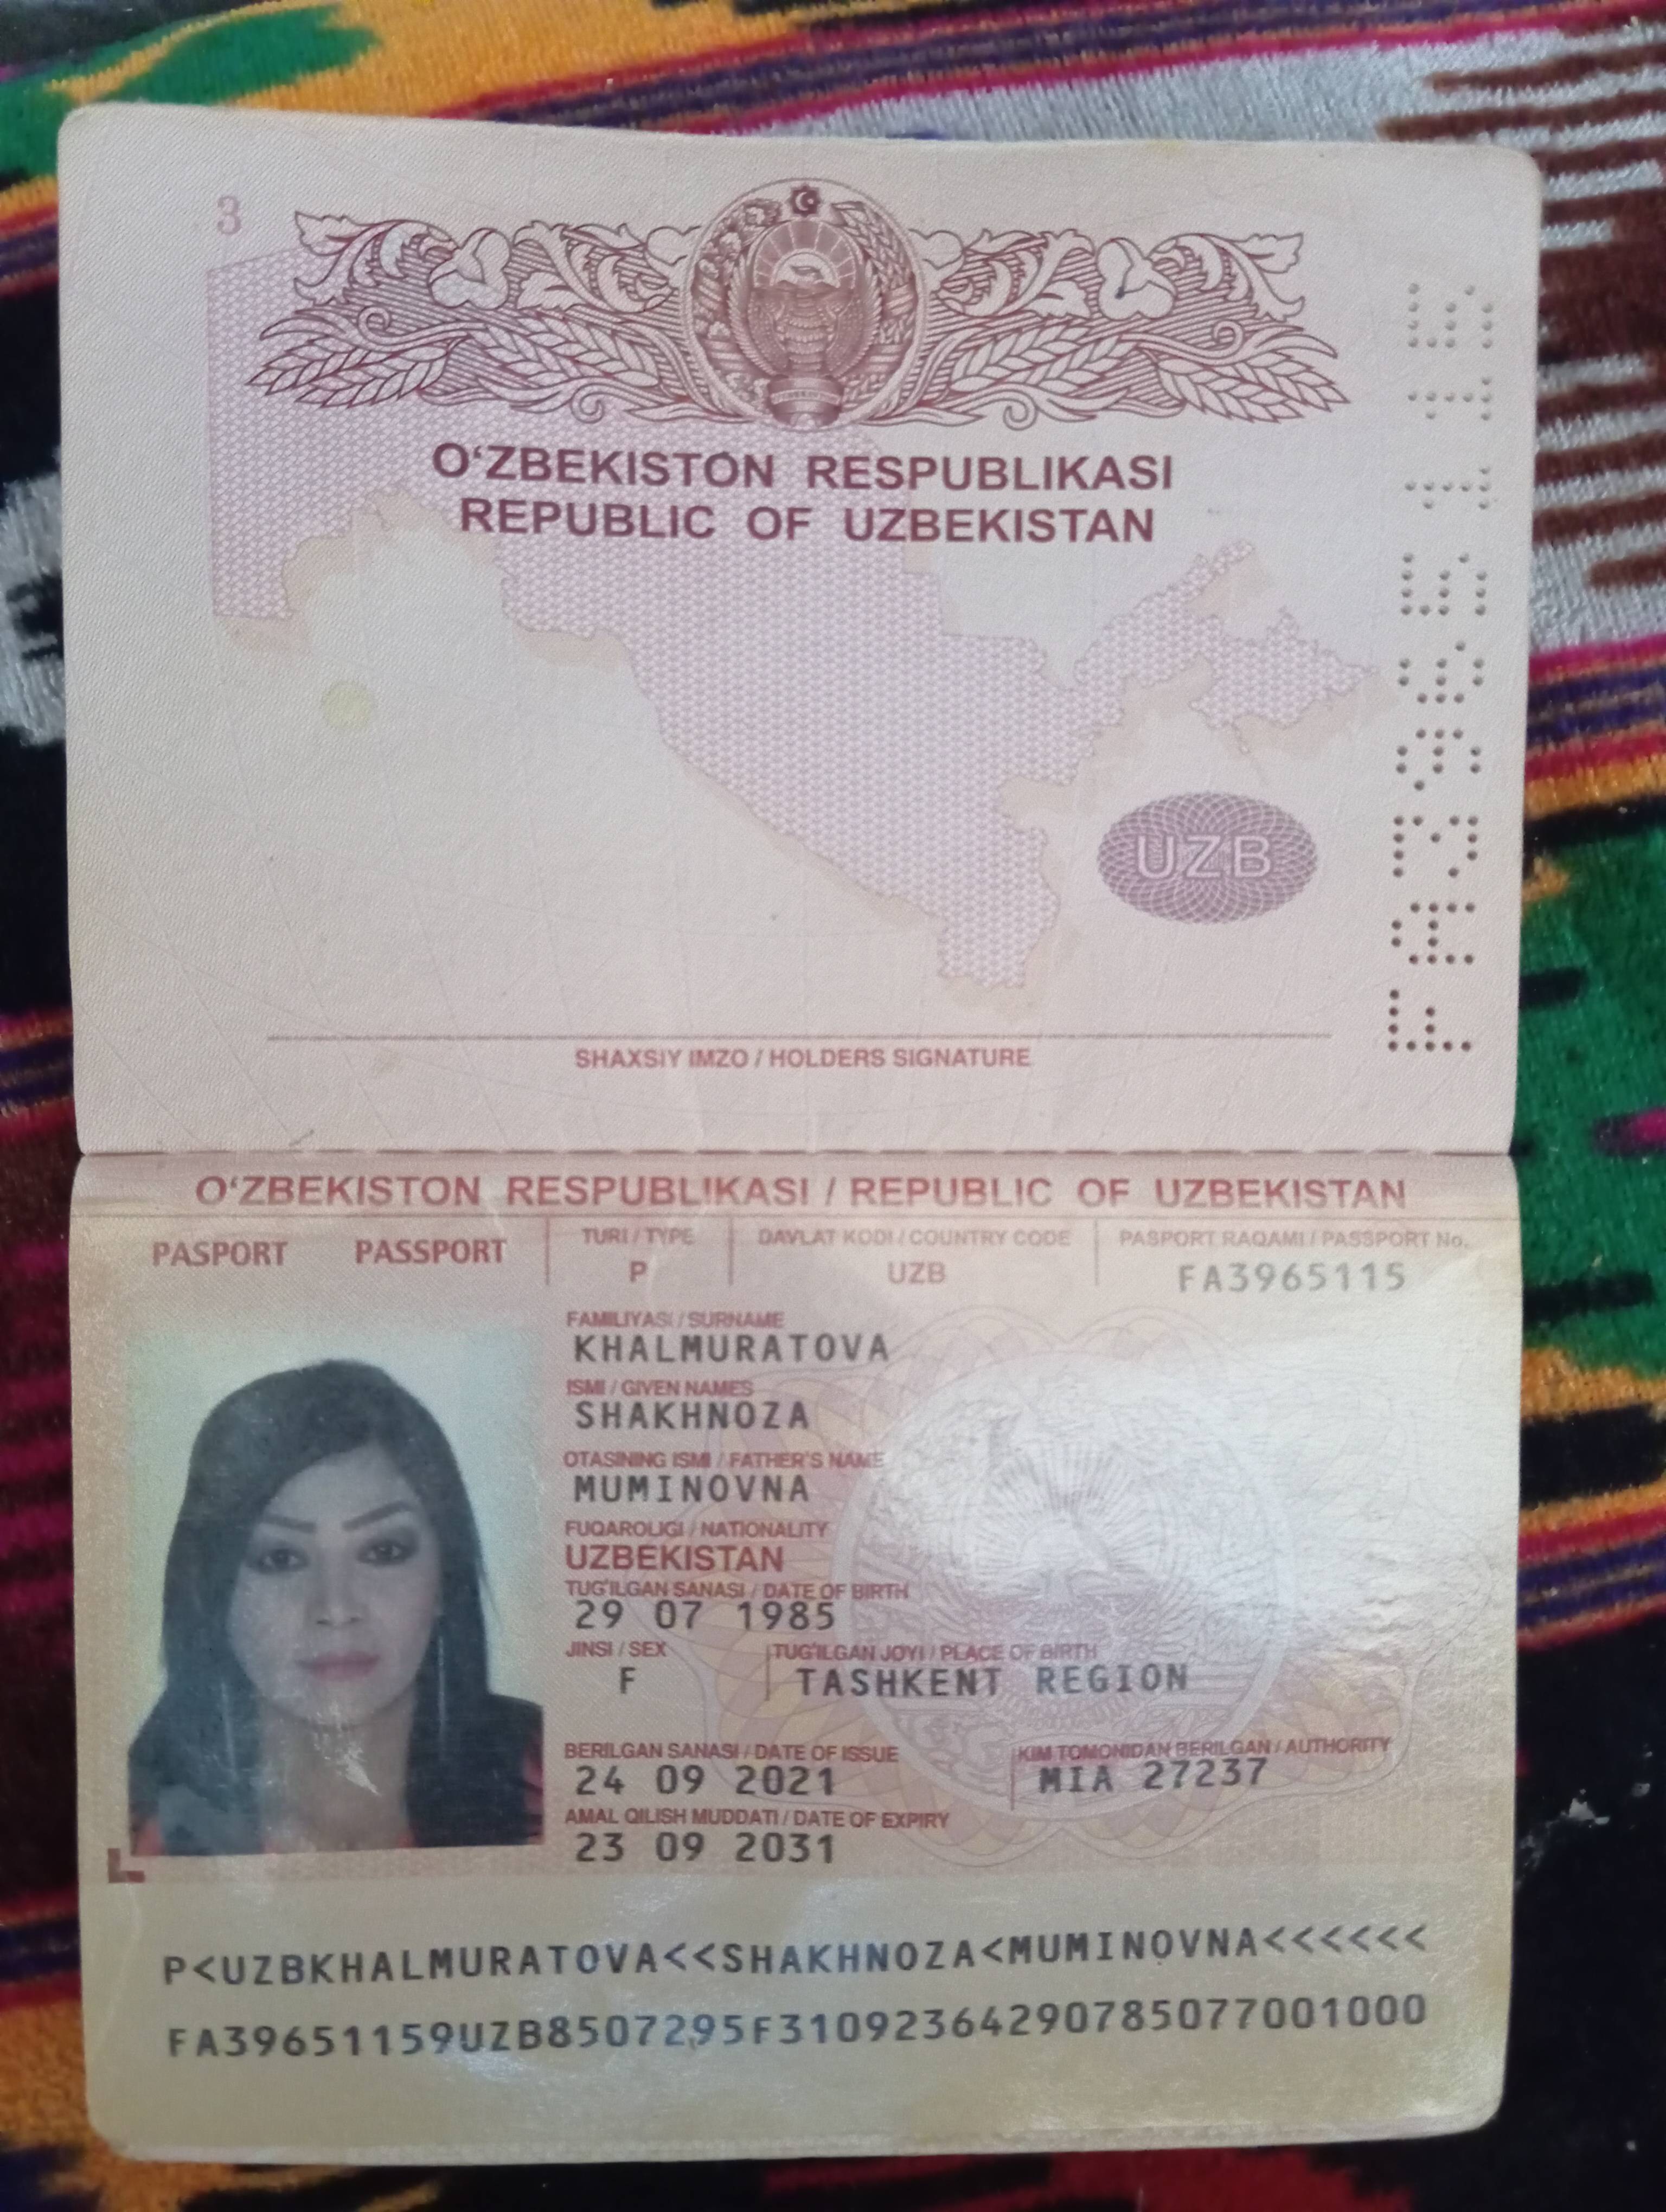 3
O‘ZBEKISTON RESPUBLIKASI
REPUBLIC OF UZBEKISTAN
UZB
FA3965115
SHAXSIY IMZO / HOLDERS SIGNATURE
O‘ZBEKISTON RESPUBLIKASI / REPUBLIC OF UZBEKISTAN
PASPORT PASSPORT
TURI / TYPE
P
DAVLAT KODI / COUNTRY CODE
UZB
PASPORT RAQAMI / PASSPORT No.
FA3965115
FAMILIYASI / SURNAME
KHALMURATOVA
ISMI / GIVEN NAMES
SHAKHNOZA
OTASINING ISMI / FATHER'S NAME
MUMINOVNA
FUQAROLIGI / NATIONALITY
UZBEKISTAN
TUG'ILGAN SANASI / DATE OF BIRTH
29 07 1985
JINSI / SEX
F
TUG'ILGAN JOYI / PLACE OF BIRTH
TASHKENT REGION
BERILGAN SANASI / DATE OF ISSUE
24 09 2021
KIM TOMONIDAN BERILGAN / AUTHORITY
MIA 27237
AMAL QILISH MUDDATI / DATE OF EXPIRY
23 09 2031
P<UZBKHALMURATOVA<<SHAKHNOZA<MUMINOVNA<<<<<<
FA39651159UZB8507295F31092364290785077001000